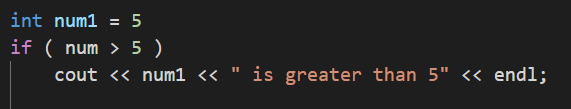 int num1 = 5
if ( num > 5 )
    cout << num1 << " is greater than 5" << endl;